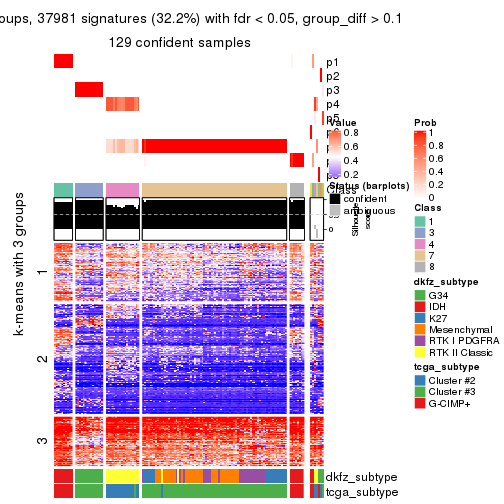 oups, 37981 signatures (32.2%) with fdr < 0.05, group_diff > 0.1
129 confident samples
p1
p2
p3
p4
p5
Value
0.8
0.6
0.4
0.2
Status (barplots)
confident
ambiguous
Class
Silhouette
score
0
k-means with 3 groups
1
2
3
dkfz_subtype
tcga_subtype
Prob
1
0.8
0.6
0.4
0.2
0
Class
1
3
4
7
8
dkfz_subtype
G34
IDH
K27
Mesenchymal
RTK I PDGFRA
RTK II Classic
tcga_subtype
Cluster #2
Cluster #3
G-CIMP+